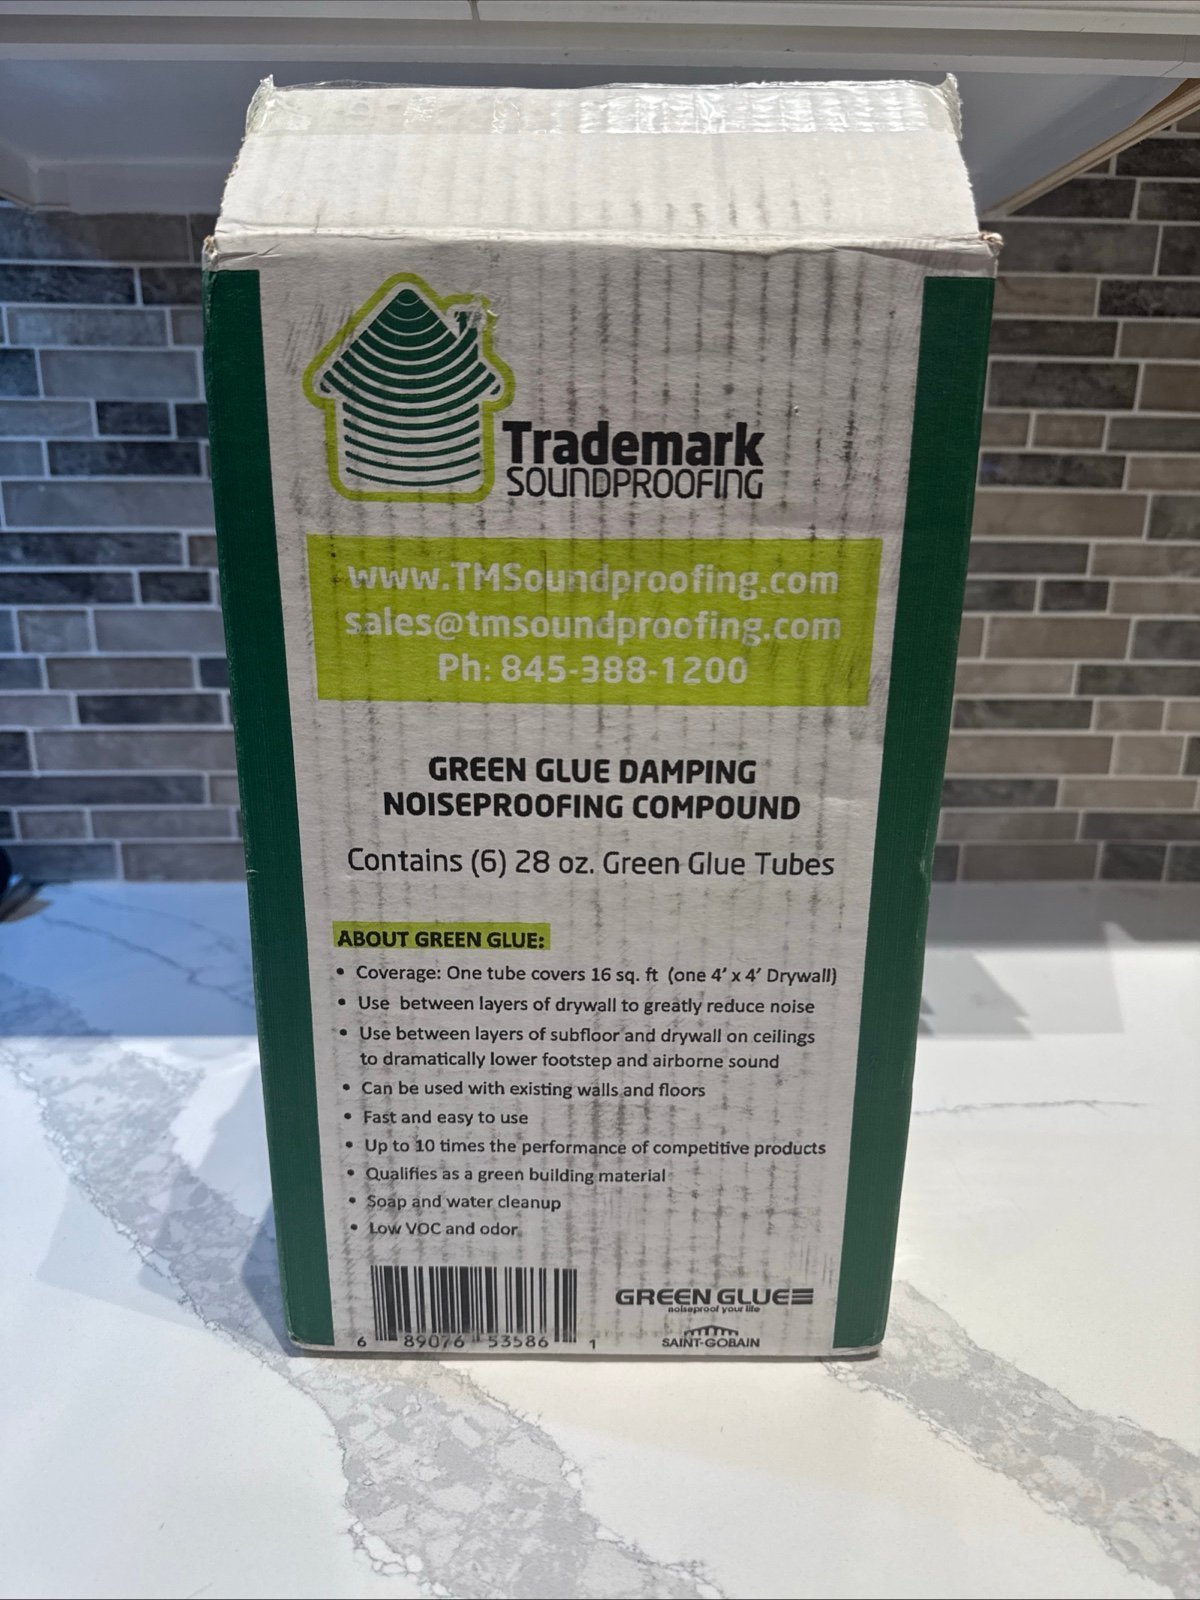 Trademark
SOUNDPROOFING
www.TMSoundproofing.com
sales@tmsoundproofing.com
Ph: 845-388-1200
GREEN GLUE DAMPING
NOISEPROOFING COMPOUND
Contains (6) 28 oz. Green Glue Tubes
ABOUT GREEN GLUE:
• Coverage: One tube covers 16 sq. ft (one 4' x 4' Drywall)
• Use between layers of drywall to greatly reduce noise
• Use between layers of subfloor and drywall on ceilings
to dramatically lower footstep and airborne sound
• Can be used with existing walls and floors
• Fast and easy to use
• Up to 10 times the performance of competitive products
• Qualifies as a green building material
• Soap and water cleanup
• Low VOC and odor
6 89076 53586 1
GREEN GLUE
noiseproof your life
SAINT-GOBAIN